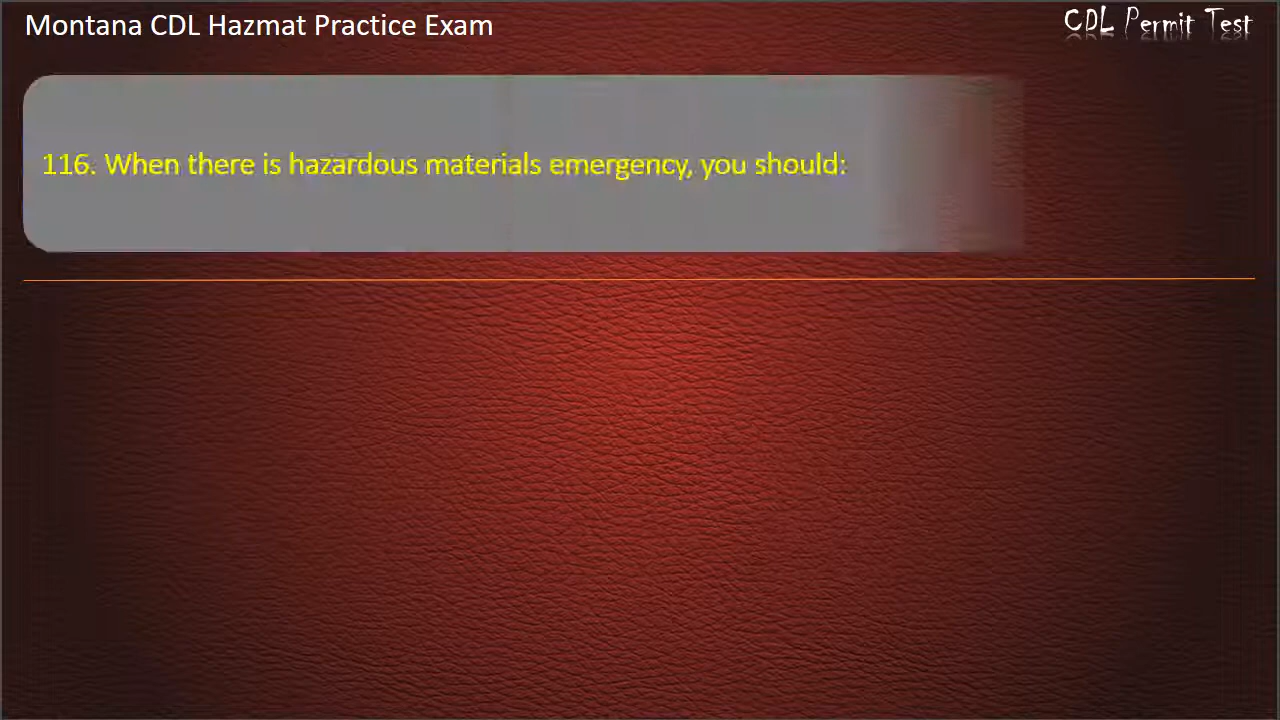 Montana CDL Hazmat Practice Exam
CDL Permit Test
116. When there is hazardous materials emergency, you should: